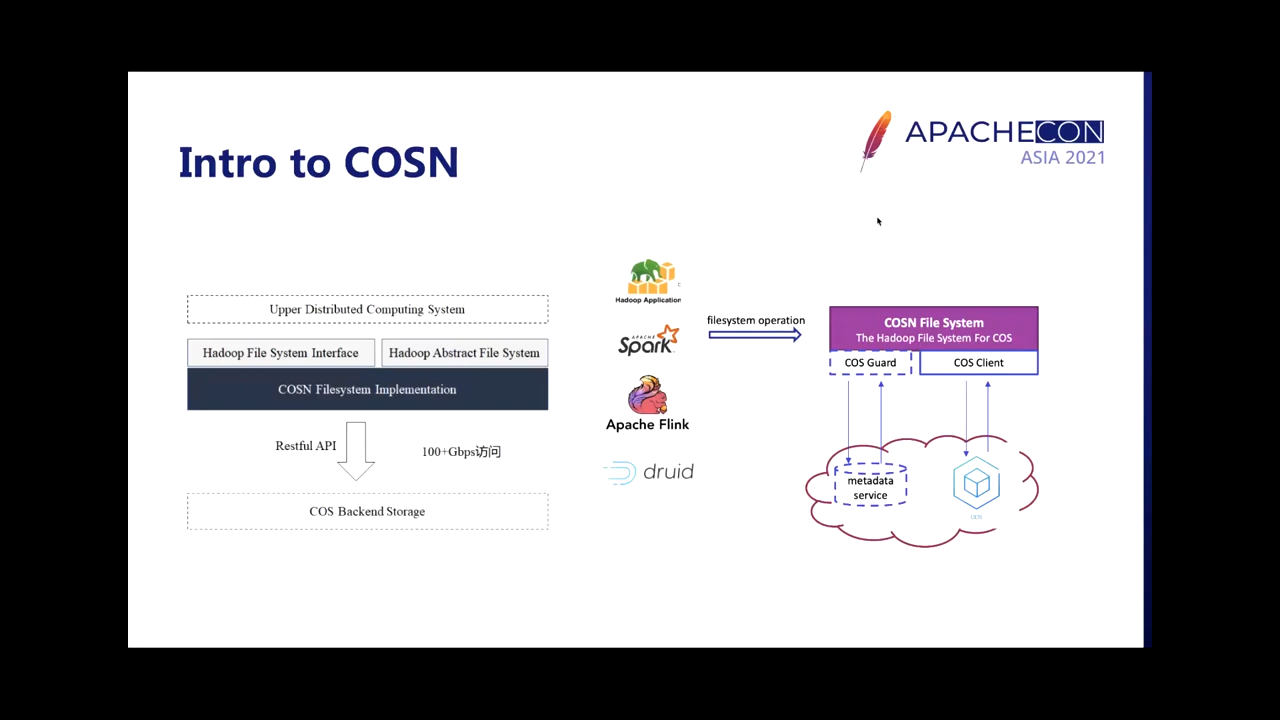 APACHECON
ASIA 2021
Intro to COSN
Upper Distributed Computing System
Hadoop File System Interface
Hadoop Abstract File System
COSN Filesystem Implementation
Restful API
100+Gbps访问
COS Backend Storage
Hadoop Application
APACHE
Spark
Apache Flink
druid
filesystem operation
COSN File System
The Hadoop File System For COS
COS Guard
COS Client
metadata
service